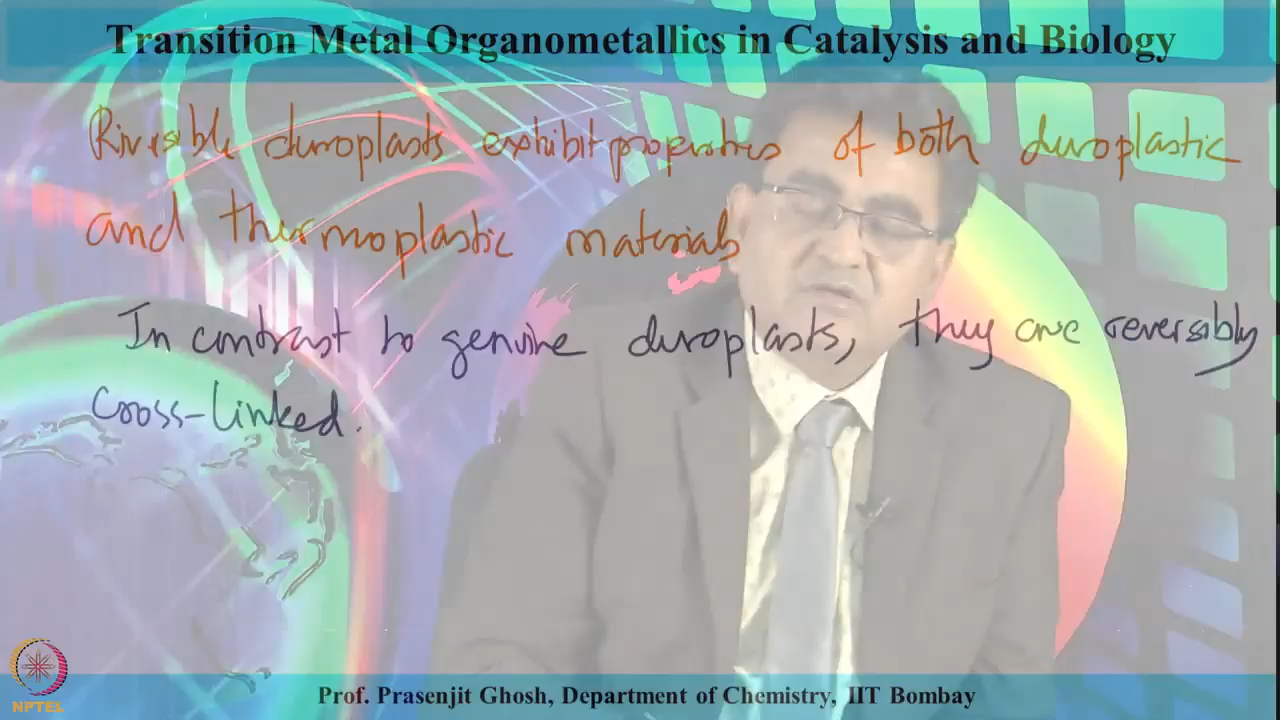 Transition Metal Organometallics in Catalysis and Biology
Riversible duroplasts exhibit properties of both duroplastic
and thermoplastic materials
In contrast to genuine duroplasts, they are reversibly
cross-linked.
Prof. Prasenjit Ghosh, Department of Chemistry, IIT Bombay
NPTEL